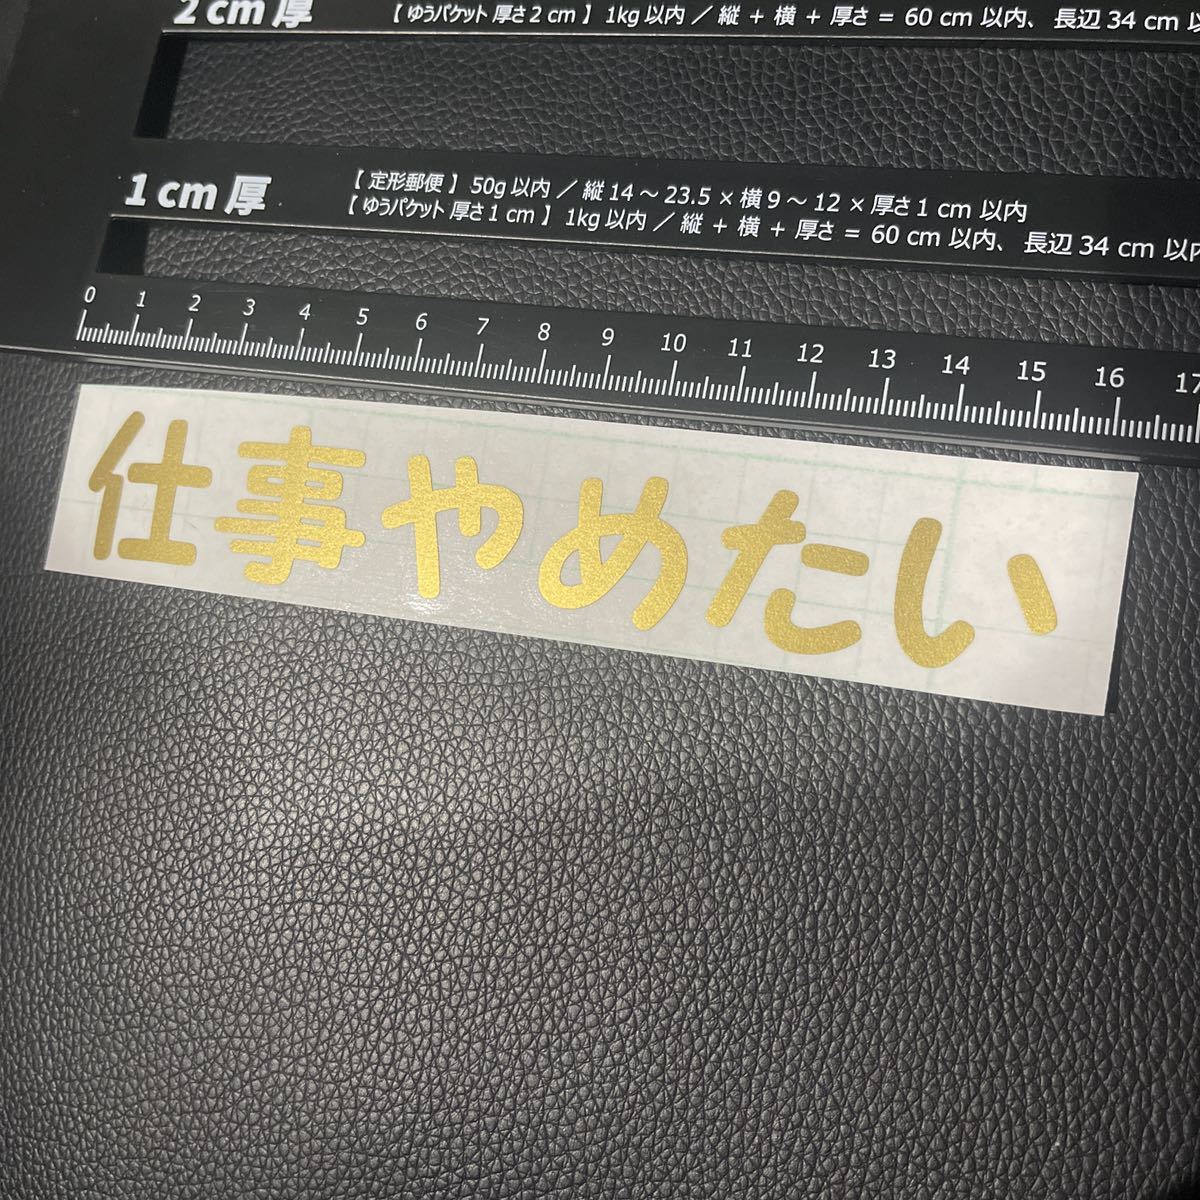 2 cm 厚
【 ゆうパケット 厚さ 2 cm 】 1kg 以内 ／ 縦 ＋ 横 ＋ 厚さ ＝ 60 cm 以内、 長辺 34 cm 以
1 cm 厚
【 定形郵便 】 50g 以内 ／ 縦 14 ～ 23.5 × 横 9 ～ 12 × 厚さ 1 cm 以内
【 ゆうパケット 厚さ 1 cm 】 1kg 以内 ／ 縦 ＋ 横 ＋ 厚さ ＝ 60 cm 以内、 長辺 34 cm 以内
0 1 2 3 4 5 6 7 8 9 10 11 12 13 14 15 16 17
仕事やめたい